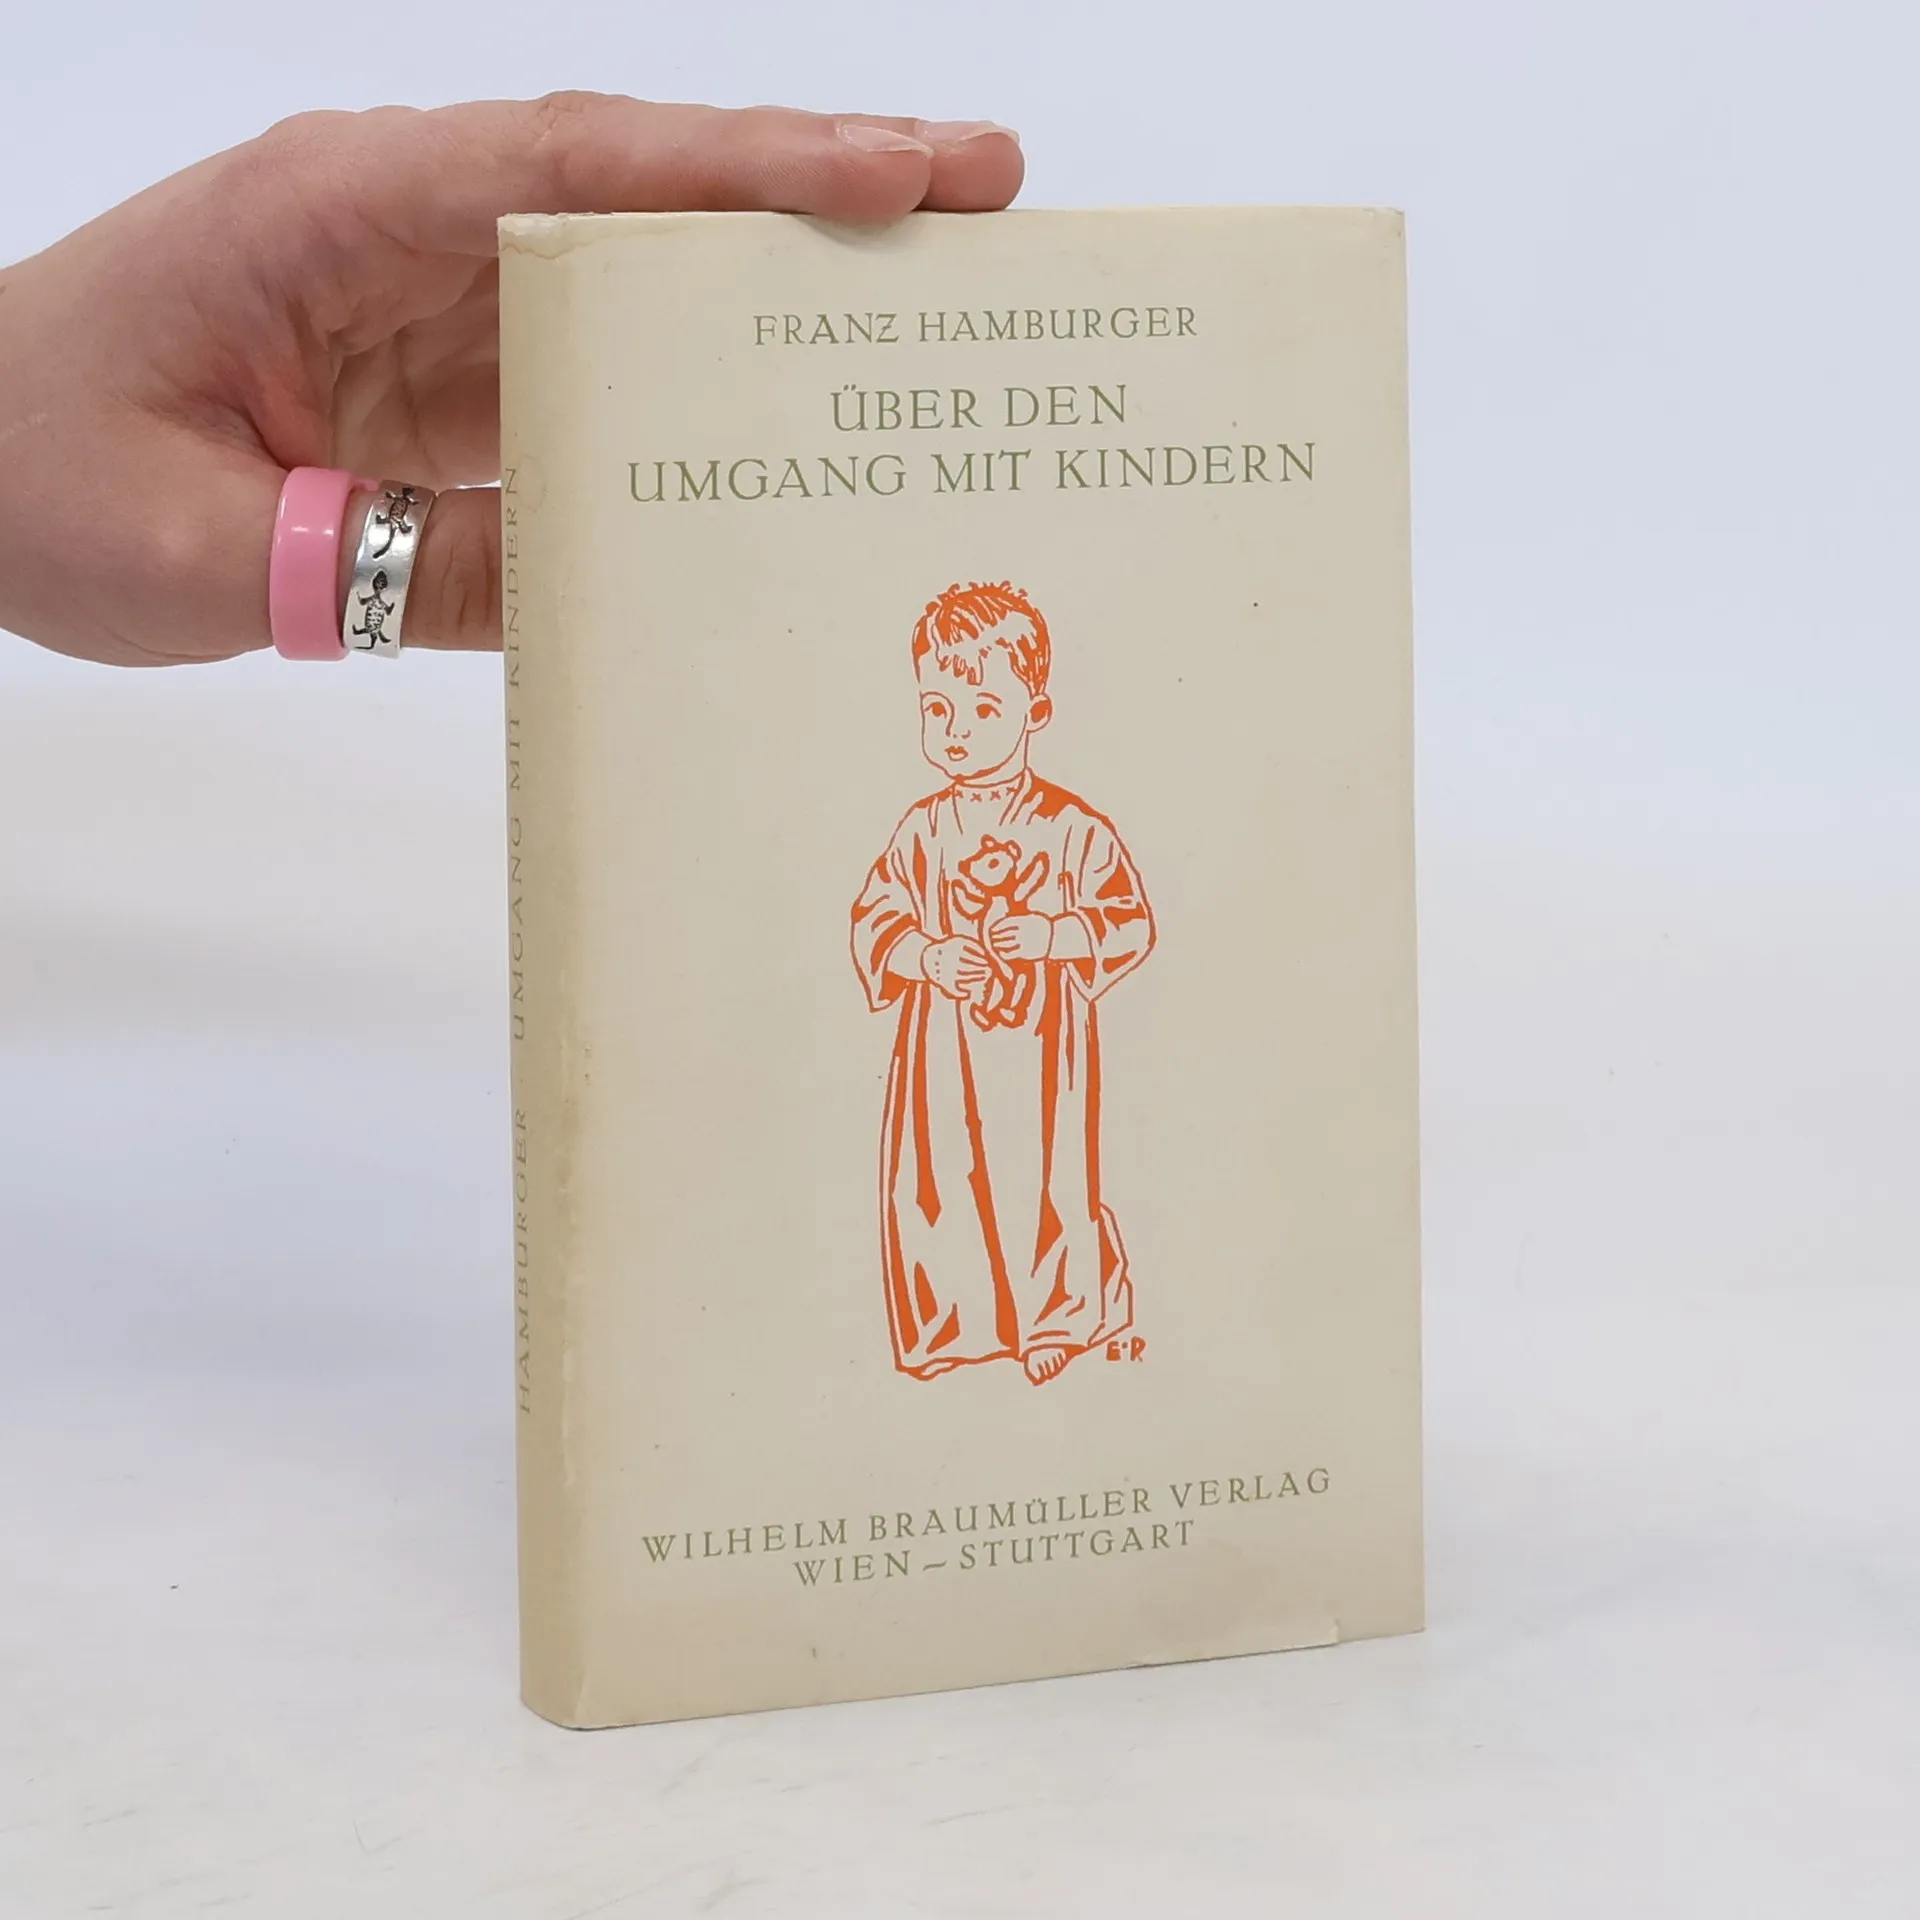 FRANZ HAMBURGER
ÜBER DEN
UMGANG MIT KINDERN
E·R
WILHELM BRAUMÜLLER VERLAG
WIEN – STUTTGART
HAMBURGER · UMGANG MIT KINDERN